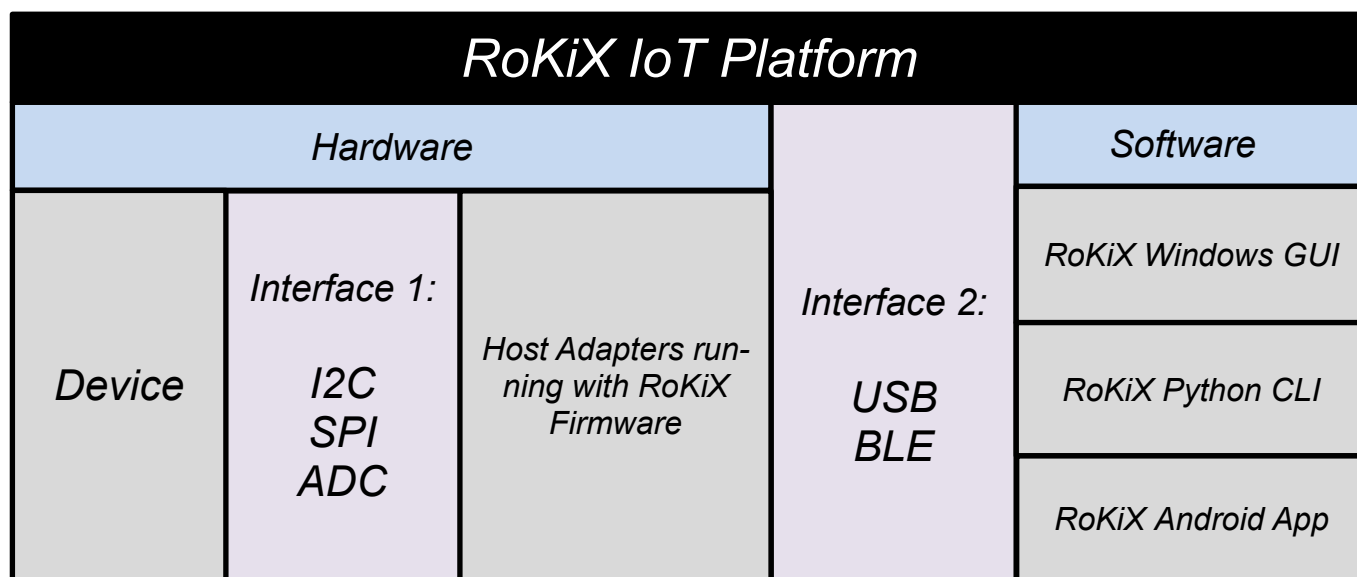 RoKiX IoT Platform
Hardware
Software
Device
Interface 1:
I2C
SPI
ADC
Host Adapters run-
ning with RoKiX
Firmware
Interface 2:
USB
BLE
RoKiX Windows GUI
RoKiX Python CLI
RoKiX Android App